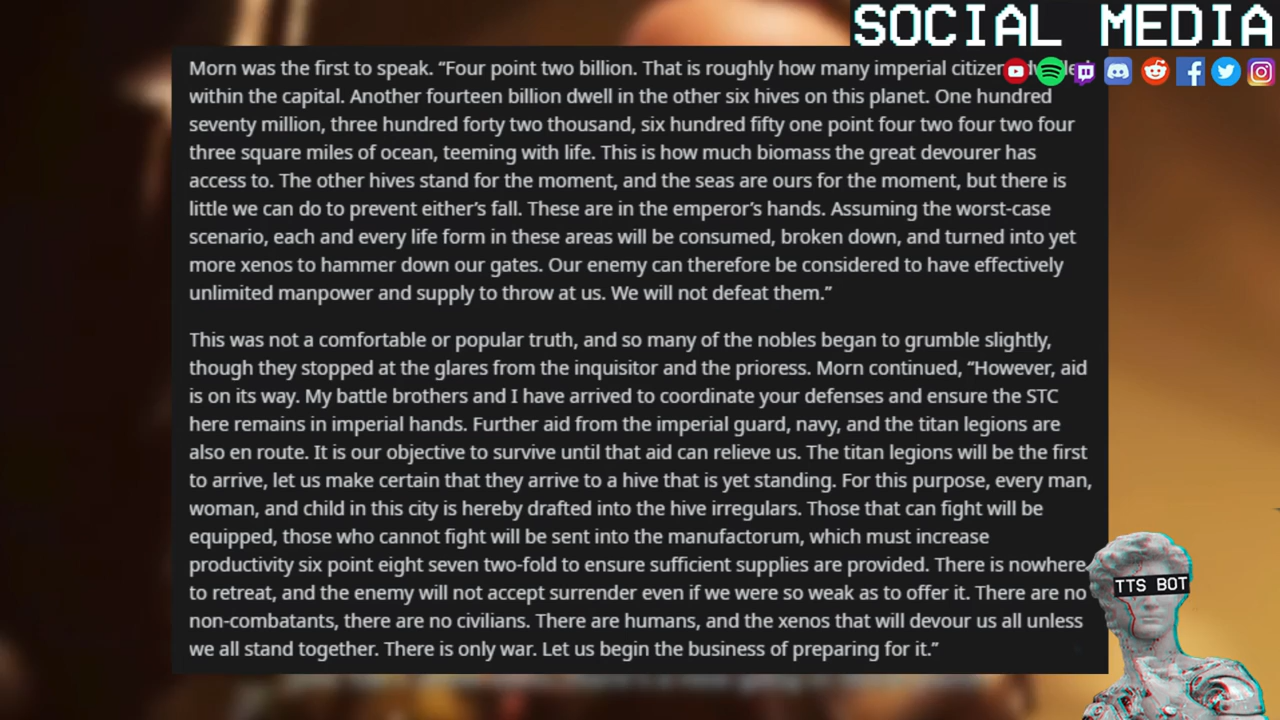 SOCIAL MEDIA
Morn was the first to speak. “Four point two billion. That is roughly how many imperial
within the capital. Another fourteen billion dwell in the other six hives on this planet. One hundred
seventy million, three hundred forty two thousand, six hundred fifty one point four two four two four
three square miles of ocean, teeming with life. This is how much biomass the great devourer has
access to. The other hives stand for the moment, and the seas are ours for the moment, but there is
little we can do to prevent either’s fall. These are in the emperor’s hands. Assuming the worst-case
scenario, each and every life form in these areas will be consumed, broken down, and turned into yet
more xenos to hammer down our gates. Our enemy can therefore be considered to have effectively
unlimited manpower and supply to throw at us. We will not defeat them.”
This was not a comfortable or popular truth, and so many of the nobles began to grumble slightly,
though they stopped at the glares from the inquisitor and the prioress. Morn continued, “However, aid
is on its way. My battle brothers and I have arrived to coordinate your defenses and ensure the STC
here remains in imperial hands. Further aid from the imperial guard, navy, and the titan legions are
also en route. It is our objective to survive until that aid can relieve us. The titan legions will be the first
to arrive, let us make certain that they arrive to a hive that is yet standing. For this purpose, every man,
woman, and child in this city is hereby drafted into the hive irregulars. Those that can fight will be
equipped, those who cannot fight will be sent into the manufactorum, which must increase
productivity six point eight seven two-fold to ensure sufficient supplies are provided. There is nowhere
to retreat, and the enemy will not accept surrender even if we were so weak as to offer it. There are no
non-combatants, there are no civilians. There are humans, and the xenos that will devour us all unless
we all stand together. There is only war. Let us begin the business of preparing for it.”
TTS BOT